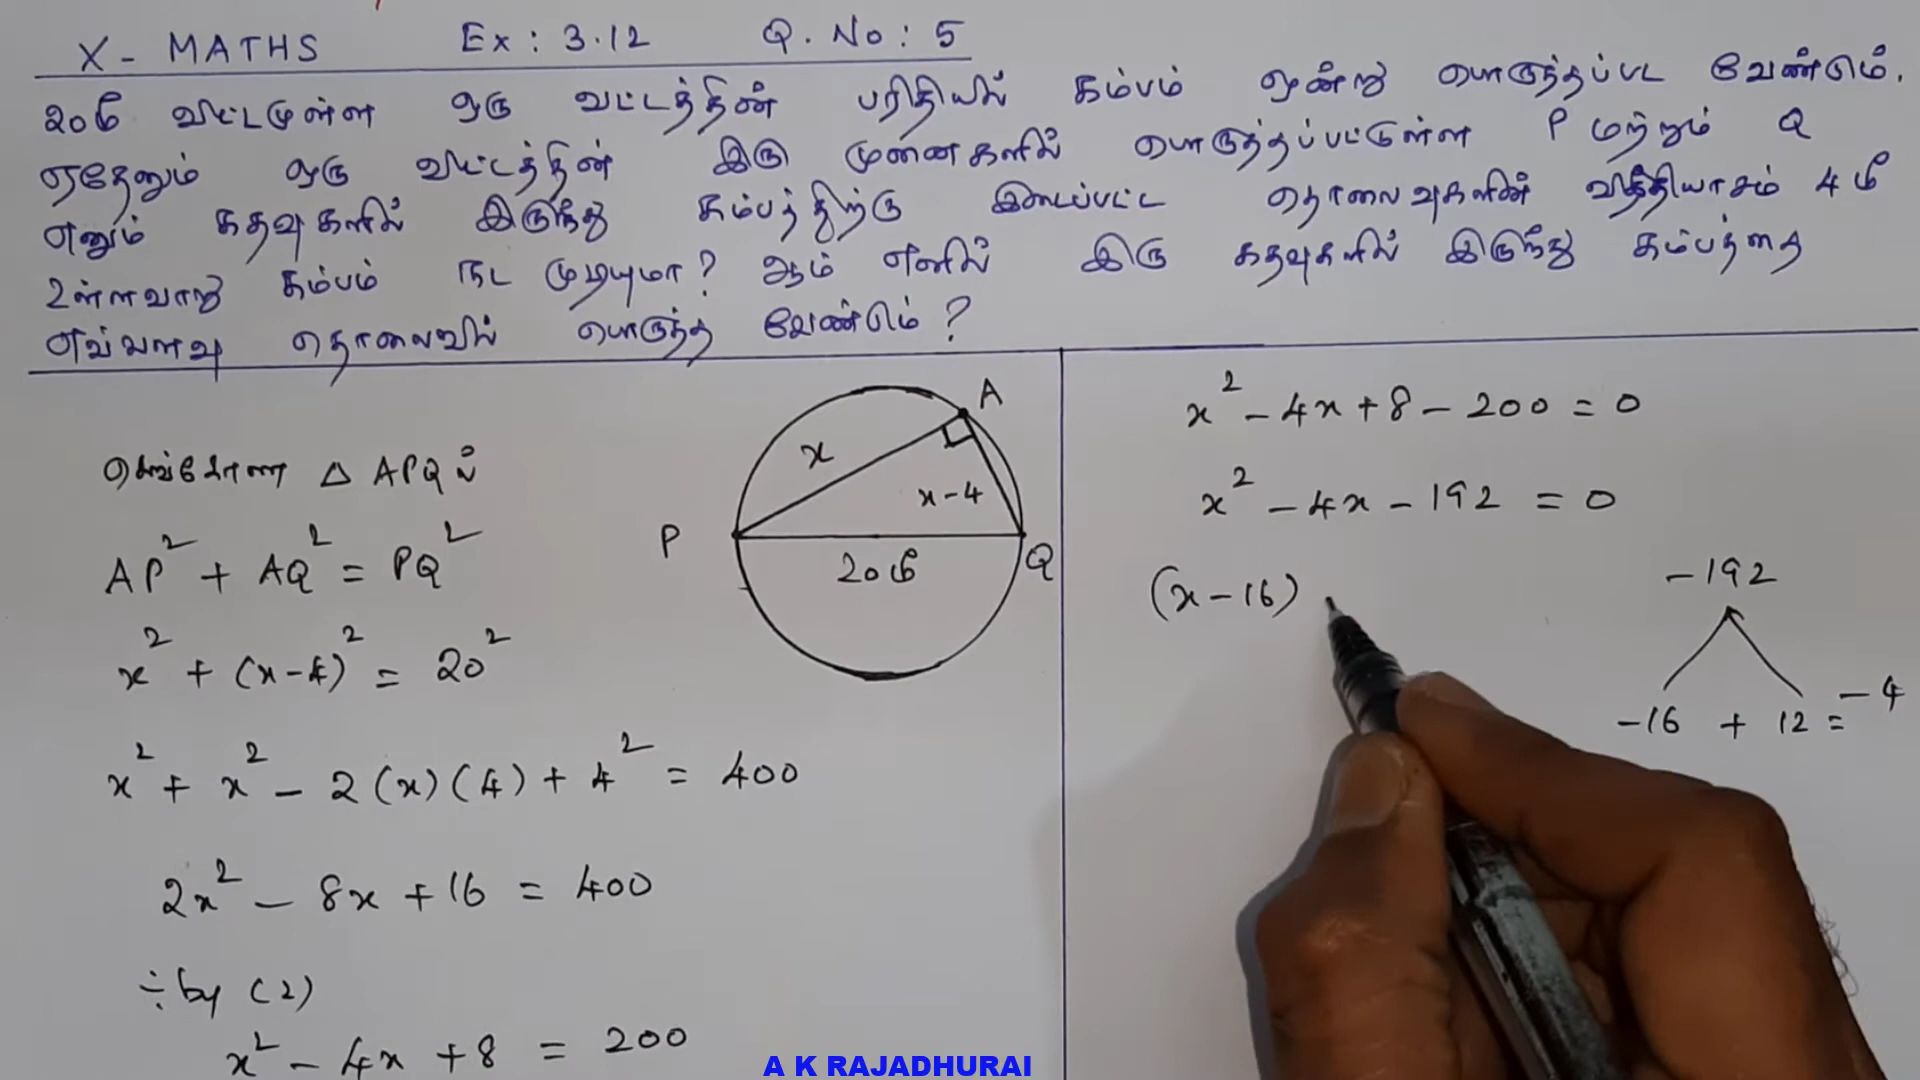 X - MATHS Ex : 3.12 Q. No : 5
20மீ விட்டமுள்ள ஒரு வட்டத்தின் பரிதியில் கம்பம் ஒன்று பொருத்தப்பட வேண்டும்.
ஏதேனும் ஒரு விட்டத்தின் இரு முனைகளில் பொருத்தப்பட்டுள்ள P மற்றும் Q
எனும் கதவுகளில் இருந்து கம்பத்திற்கு இடைப்பட்ட தொலைவுகளின் வித்தியாசம் 4 மீ
உள்ளவாறு கம்பம் நட முடியுமா? ஆம் எனில் இரு கதவுகளில் இருந்து கம்பத்தை
எவ்வளவு தொலைவில் பொருத்த வேண்டும்?
செங்கோண Δ APQ ல்
AP² + AQ² = PQ²
x² + (x-4)² = 20²
x² + x² - 2(x)(4) + 4² = 400
2x² - 8x + 16 = 400
÷ by (2)
x² - 4x + 8 = 200
A
x
x-4
P
20மீ
Q
x² - 4x + 8 - 200 = 0
x² - 4x - 192 = 0
(x-16)
-192
-16 + 12 = -4
A K RAJADHURAI